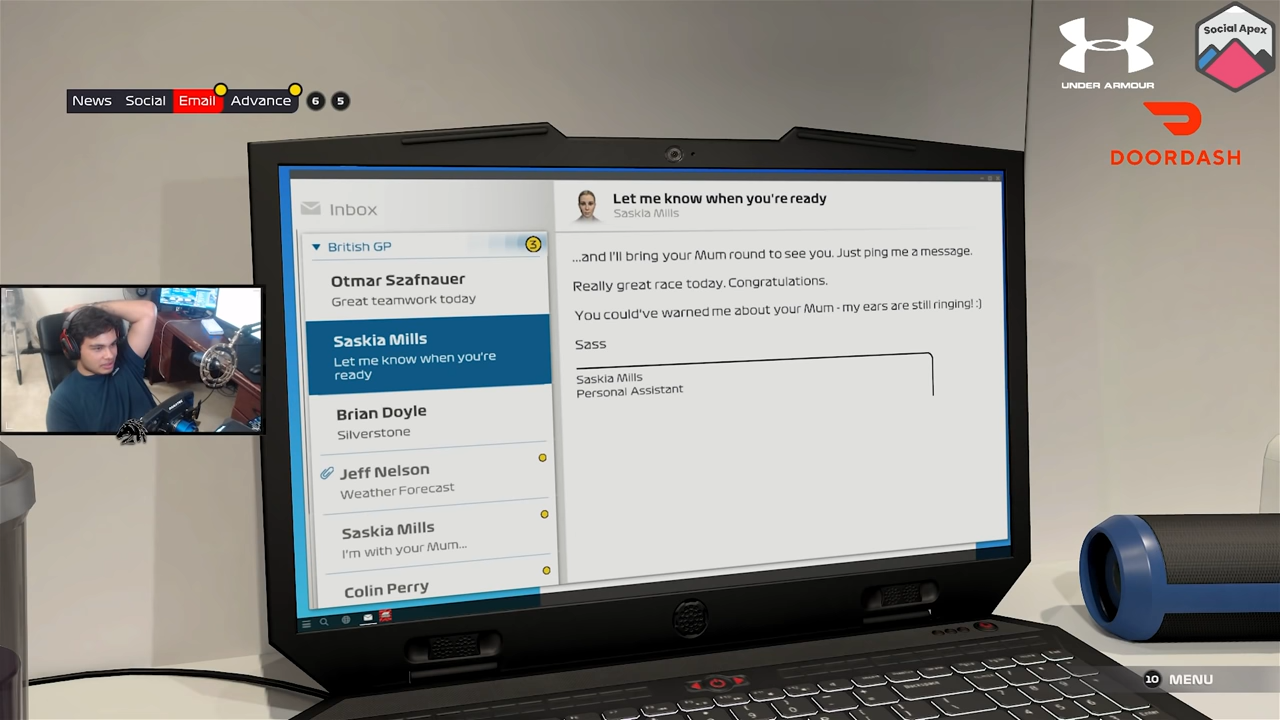 UNDER ARMOUR
Social Apex
DOORDASH
News Social Email Advance 6 5
Inbox
British GP
3
Otmar Szafnauer
Great teamwork today
Saskia Mills
Let me know when you're
ready
Brian Doyle
Silverstone
Jeff Nelson
Weather Forecast
Saskia Mills
I'm with your Mum...
Colin Perry
Let me know when you're ready
Saskia Mills
...and I'll bring your Mum round to see you. Just ping me a message.
Really great race today. Congratulations.
You could've warned me about your Mum - my ears are still ringing! :)
Sass
Saskia Mills
Personal Assistant
10 MENU